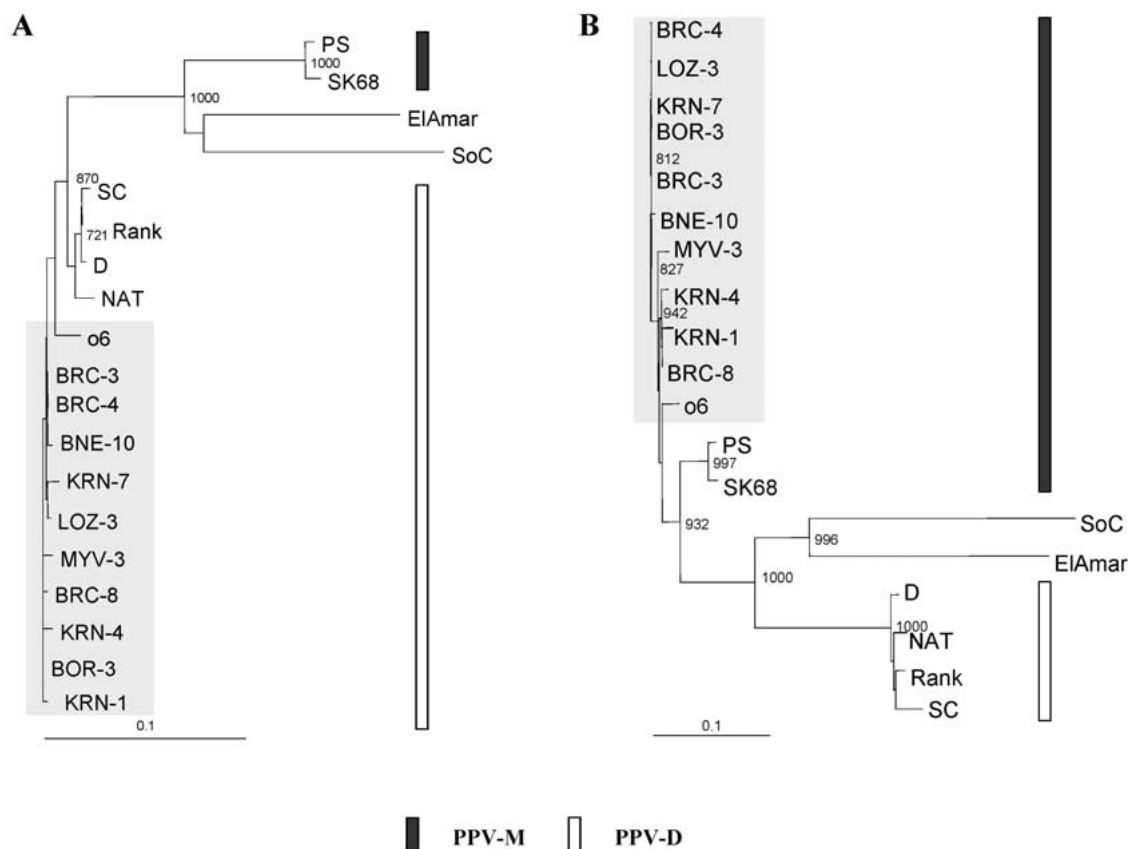 A
PS
1000
SK68
1000
ElAmar
SoC
870
SC
721
Rank
D
NAT
o6
BRC-3
BRC-4
BNE-10
KRN-7
LOZ-3
MYV-3
BRC-8
KRN-4
BOR-3
KRN-1
0.1
B
BRC-4
LOZ-3
KRN-7
BOR-3
812
BRC-3
BNE-10
MYV-3
827
KRN-4
942
KRN-1
BRC-8
o6
PS
997
SK68
932
SoC
996
ElAmar
1000
D
1000
NAT
Rank
SC
0.1
PPV-M PPV-D